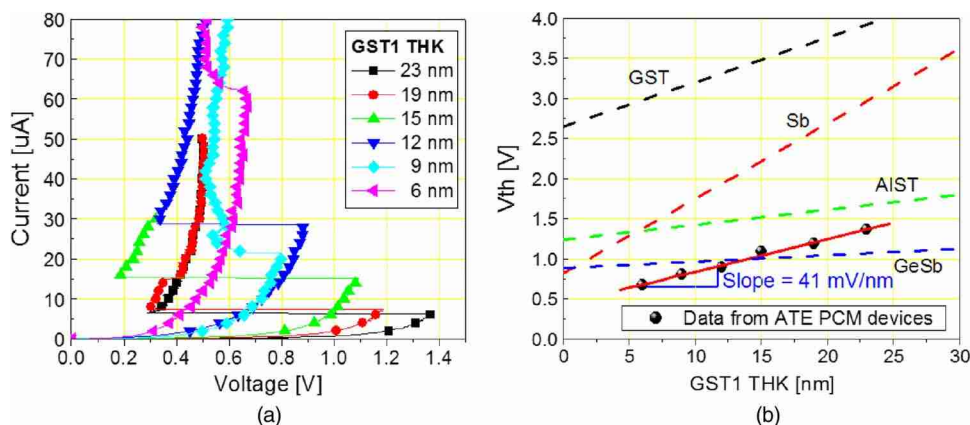 80
70
60
50
40
30
20
10
0
Current [uA]
0.0 0.2 0.4 0.6 0.8 1.0 1.2 1.4
Voltage [V]
GST1 THK
23 nm
19 nm
15 nm
12 nm
9 nm
6 nm
(a)
4.0
3.5
3.0
2.5
2.0
1.5
1.0
0.5
0.0
Vth [V]
GST
Sb
AIST
GeSb
Slope = 41 mV/nm
Data from ATE PCM devices
0 5 10 15 20 25 30
GST1 THK [nm]
(b)